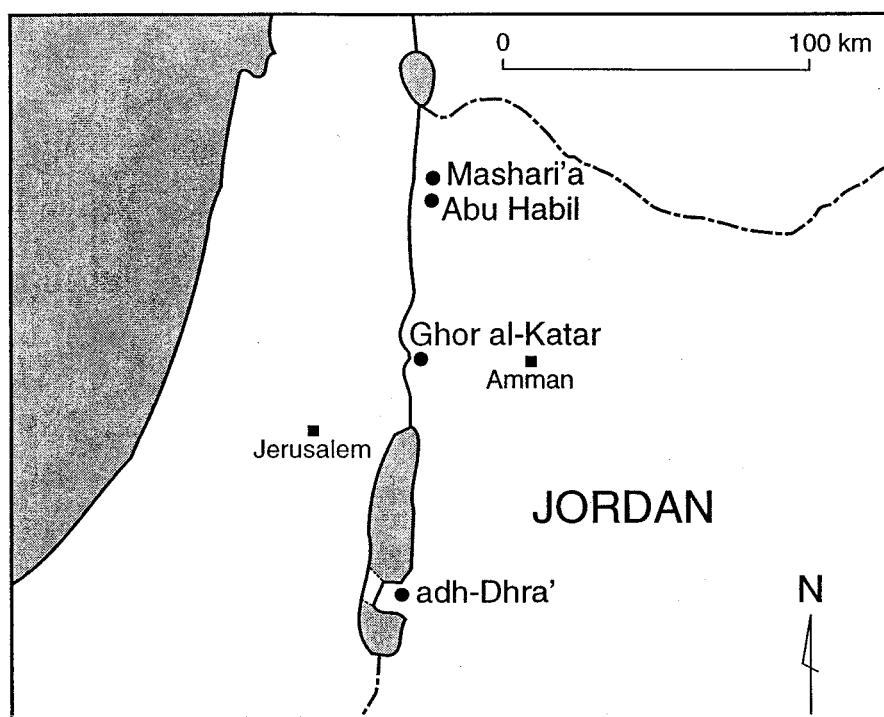 0 100 km
Mashari'a
Abu Habil
Ghor al-Katar
Amman
Jerusalem
JORDAN
adh-Dhra'
N